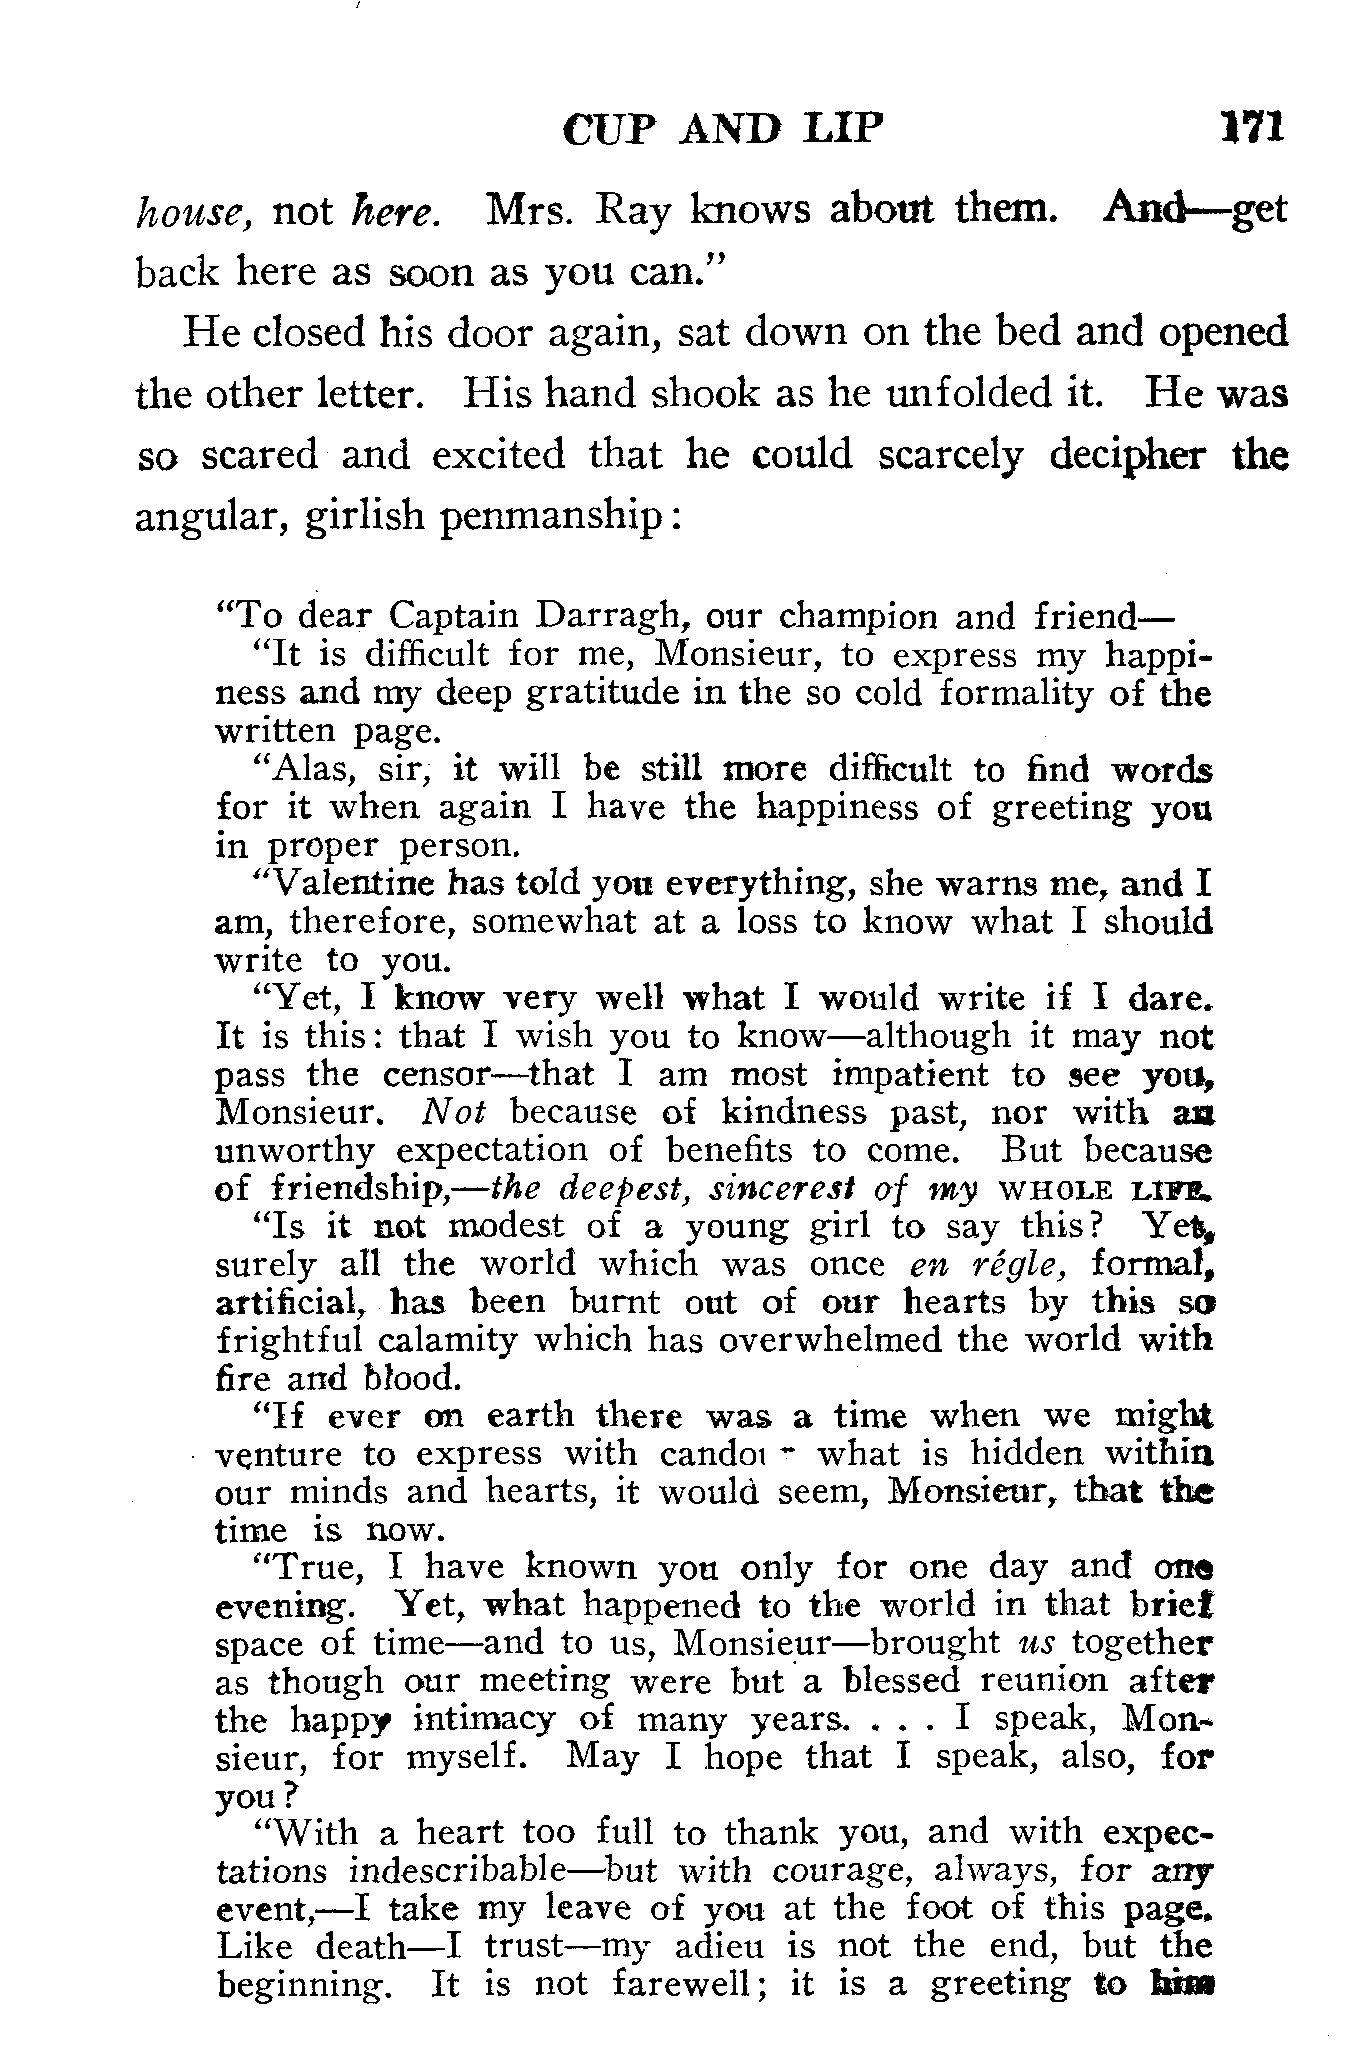 CUP AND LIP 171
house, not here. Mrs. Ray knows about them. And—get
back here as soon as you can.”
He closed his door again, sat down on the bed and opened
the other letter. His hand shook as he unfolded it. He was
so scared and excited that he could scarcely decipher the
angular, girlish penmanship:
“To dear Captain Darragh, our champion and friend—
“It is difficult for me, Monsieur, to express my happi-
ness and my deep gratitude in the so cold formality of the
written page.
“Alas, sir, it will be still more difficult to find words
for it when again I have the happiness of greeting you
in proper person.
“Valentine has told you everything, she warns me, and I
am, therefore, somewhat at a loss to know what I should
write to you.
“Yet, I know very well what I would write if I dare.
It is this: that I wish you to know—although it may not
pass the censor—that I am most impatient to see you,
Monsieur. Not because of kindness past, nor with an
unworthy expectation of benefits to come. But because
of friendship,—the deepest, sincerest of my WHOLE LIFE.
“Is it not modest of a young girl to say this? Yet,
surely all the world which was once en régle, formal,
artificial, has been burnt out of our hearts by this so
frightful calamity which has overwhelmed the world with
fire and blood.
“If ever on earth there was a time when we might
venture to express with candor what is hidden within
our minds and hearts, it would seem, Monsieur, that the
time is now.
“True, I have known you only for one day and one
evening. Yet, what happened to the world in that brief
space of time—and to us, Monsieur—brought us together
as though our meeting were but a blessed reunion after
the happy intimacy of many years. . . . I speak, Mon-
sieur, for myself. May I hope that I speak, also, for
you?
“With a heart too full to thank you, and with expec-
tations indescribable—but with courage, always, for any
event,—I take my leave of you at the foot of this page.
Like death—I trust—my adieu is not the end, but the
beginning. It is not farewell; it is a greeting to him